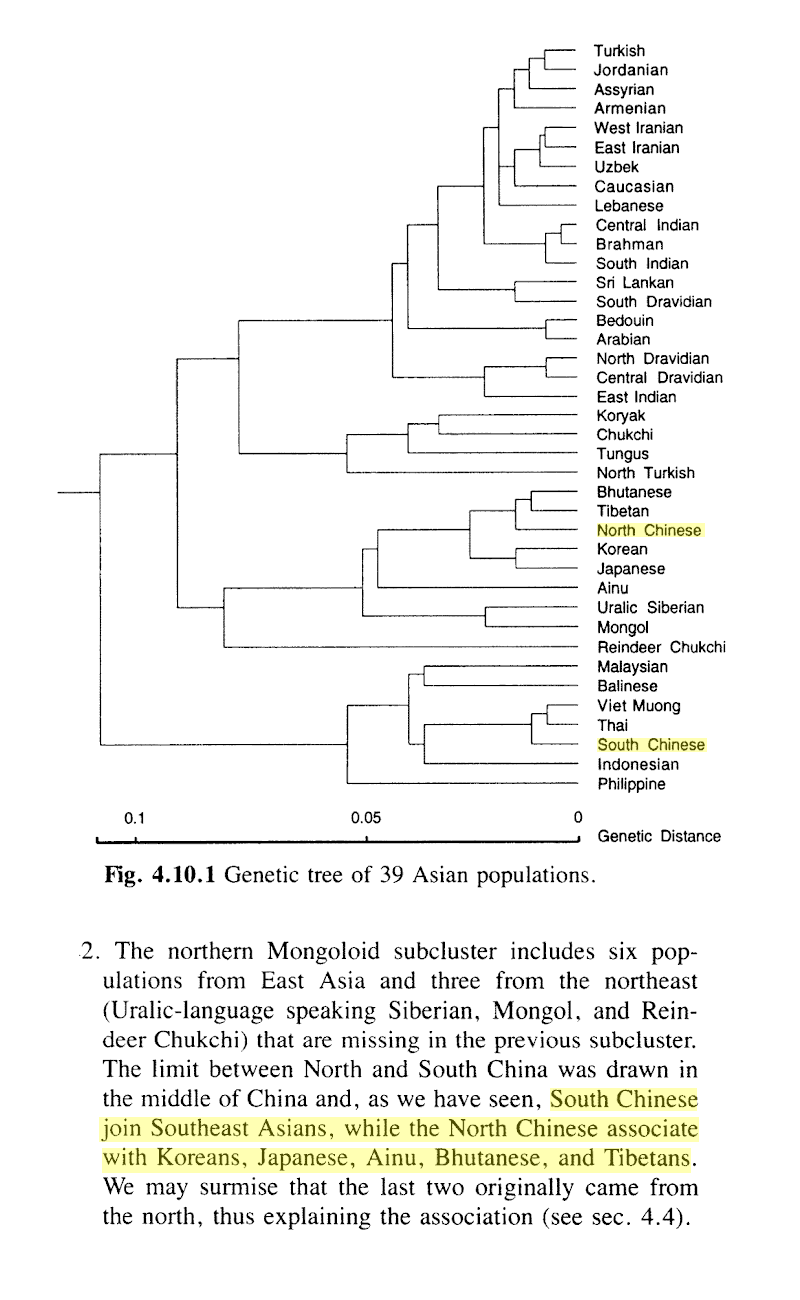 Turkish
Jordanian
Assyrian
Armenian
West Iranian
East Iranian
Uzbek
Caucasian
Lebanese
Central Indian
Brahman
South Indian
Sri Lankan
South Dravidian
Bedouin
Arabian
North Dravidian
Central Dravidian
East Indian
Koryak
Chukchi
Tungus
North Turkish
Bhutanese
Tibetan
North Chinese
Korean
Japanese
Ainu
Uralic Siberian
Mongol
Reindeer Chukchi
Malaysian
Balinese
Viet Muong
Thai
South Chinese
Indonesian
Philippine
0.1 0.05 0
Genetic Distance
Fig. 4.10.1 Genetic tree of 39 Asian populations.
2. The northern Mongoloid subcluster includes six pop-
ulations from East Asia and three from the northeast
(Uralic-language speaking Siberian, Mongol, and Rein-
deer Chukchi) that are missing in the previous subcluster.
The limit between North and South China was drawn in
the middle of China and, as we have seen, South Chinese
join Southeast Asians, while the North Chinese associate
with Koreans, Japanese, Ainu, Bhutanese, and Tibetans.
We may surmise that the last two originally came from
the north, thus explaining the association (see sec. 4.4).